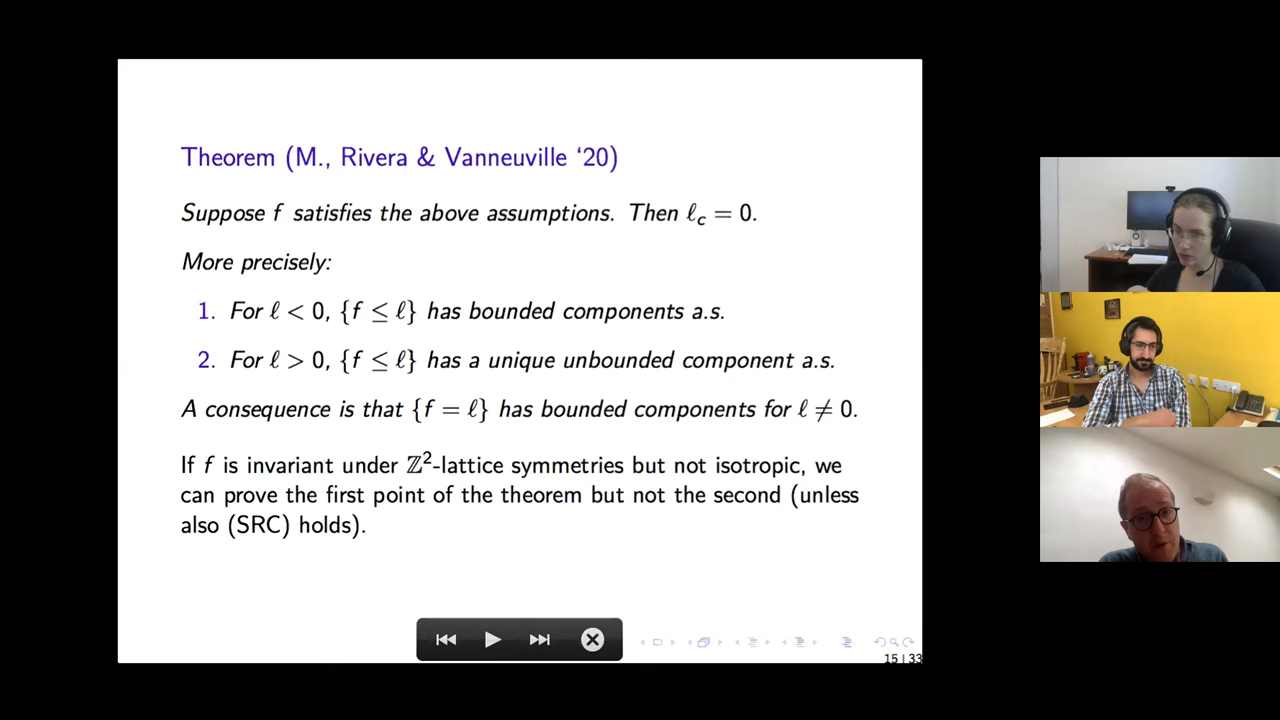 Theorem (M., Rivera & Vanneuville ‘20)
Suppose f satisfies the above assumptions. Then ℓc = 0.
More precisely:
1. For ℓ < 0, {f ≤ ℓ} has bounded components a.s.
2. For ℓ > 0, {f ≤ ℓ} has a unique unbounded component a.s.
A consequence is that {f = ℓ} has bounded components for ℓ ≠ 0.
If f is invariant under ℤ²-lattice symmetries but not isotropic, we
can prove the first point of the theorem but not the second (unless
also (SRC) holds).
15 | 33